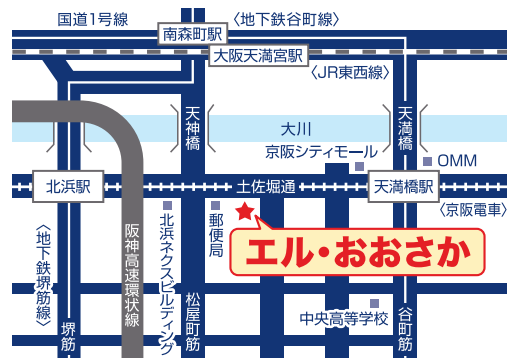 国道1号線
〈地下鉄谷町線〉
南森町駅
大阪天満宮駅
〈JR東西線〉
天神橋
大川
天満橋
京阪シティモール
OMM
北浜駅
土佐堀通
天満橋駅
〈京阪電車〉
〈地下鉄堺筋線〉
阪神高速環状線
北浜ネクスビルディング
郵便局
エル・おおさか
堺筋
松屋町筋
中央高等学校
谷町筋